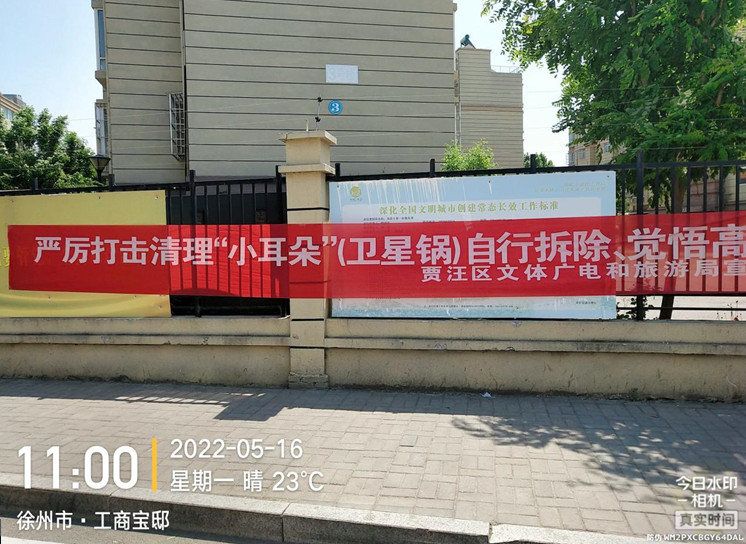 3
深化全国文明城市创建常态长效工作标准
严厉打击清理“小耳朵”(卫星锅)自行拆除、觉悟高
贾汪区文体广电和旅游局宣
11:00
2022-05-16
星期一 晴 23°C
徐州市·工商宝邸
今日水印
相机
真实时间
防伪 WM2PXCBGY64DAL